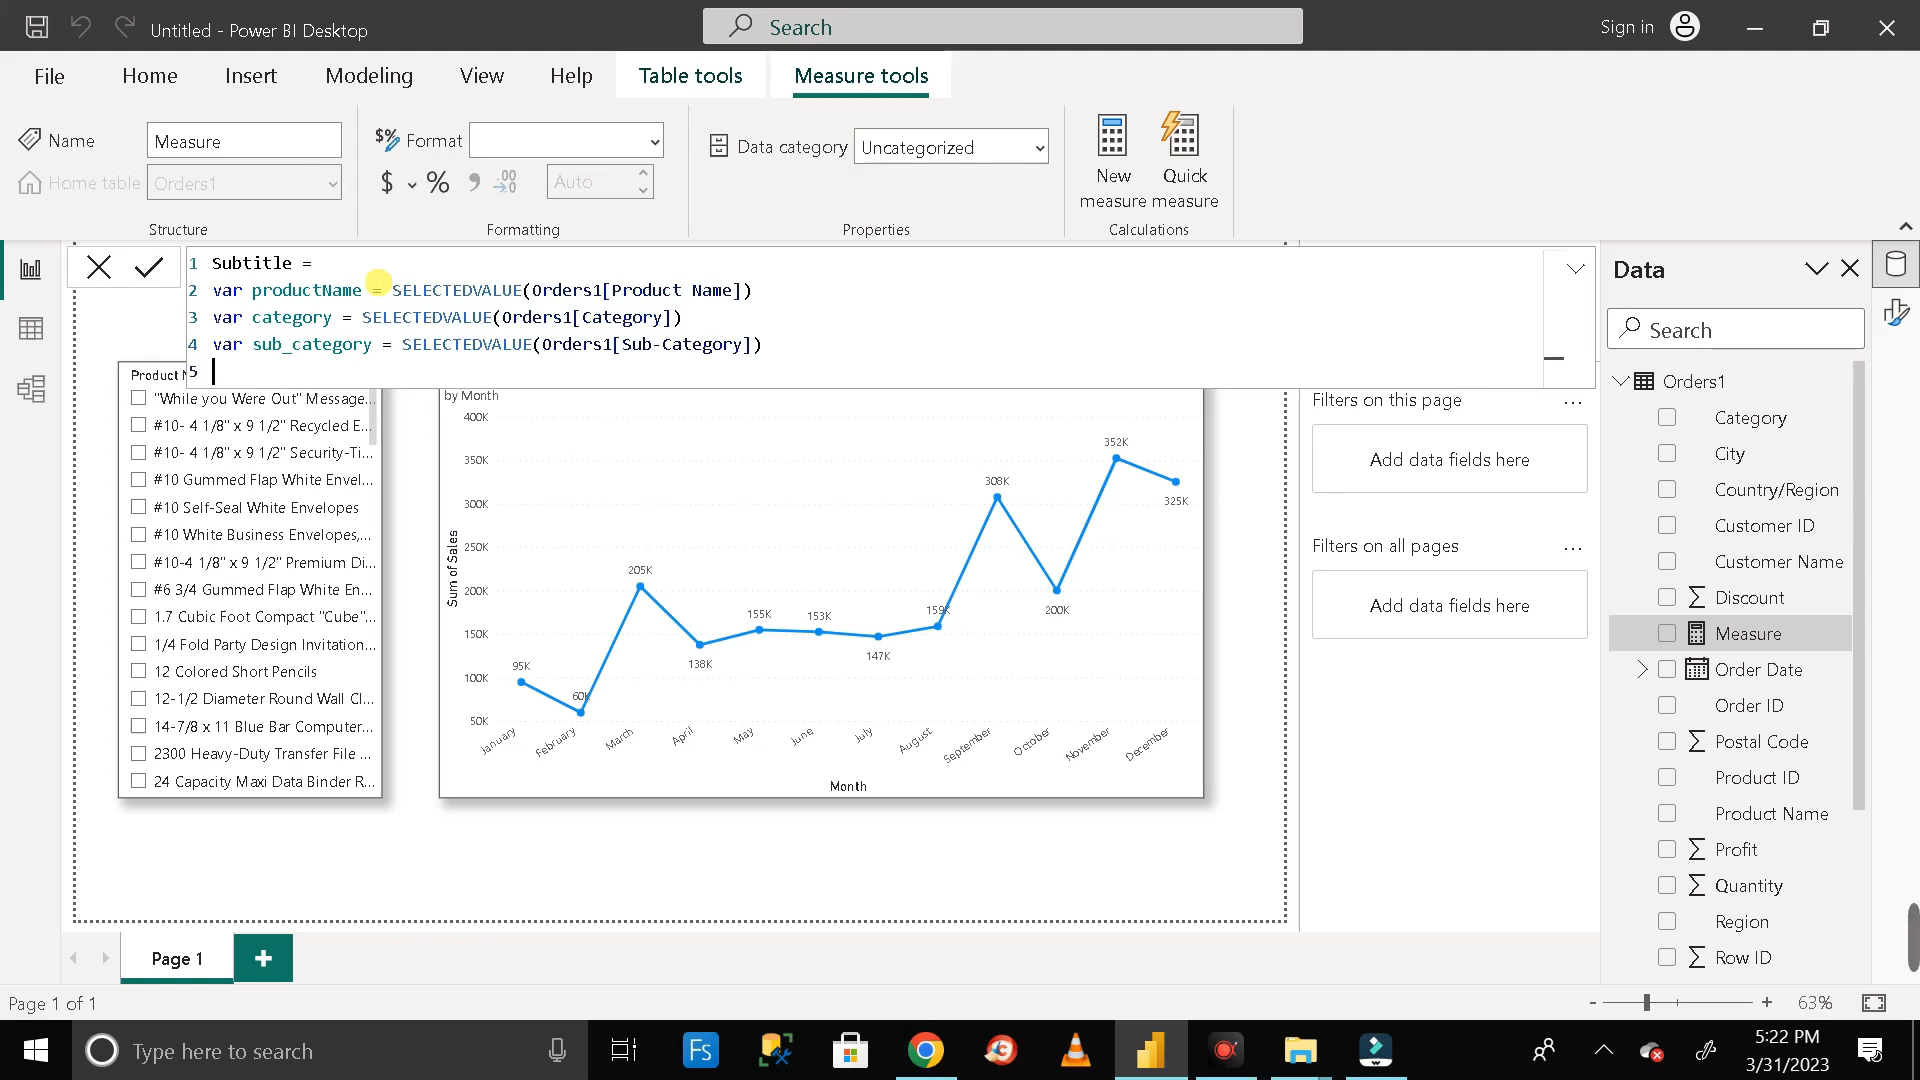 Untitled - Power BI Desktop
Search
Sign in
File
Home
Insert
Modeling
View
Help
Table tools
Measure tools
Name
Measure
Home table
Orders1
Structure
$% Format
$ % .00
Auto
Formatting
Data category
Uncategorized
Properties
New measure
Quick measure
Calculations
1 Subtitle =
2 var productName = SELECTEDVALUE(Orders1[Product Name])
3 var category = SELECTEDVALUE(Orders1[Category])
4 var sub_category = SELECTEDVALUE(Orders1[Sub-Category])
5
Product N
"While you Were Out" Message...
#10- 4 1/8" x 9 1/2" Recycled E...
#10- 4 1/8" x 9 1/2" Security-Ti...
#10 Gummed Flap White Envel...
#10 Self-Seal White Envelopes
#10 White Business Envelopes,...
#10-4 1/8" x 9 1/2" Premium Di...
#6 3/4 Gummed Flap White En...
1.7 Cubic Foot Compact "Cube"...
1/4 Fold Party Design Invitation...
12 Colored Short Pencils
12-1/2 Diameter Round Wall Cl...
14-7/8 x 11 Blue Bar Computer...
2300 Heavy-Duty Transfer File ...
24 Capacity Maxi Data Binder R...
by Month
400K
350K
300K
250K
200K
150K
100K
50K
Sum of Sales
95K
60K
205K
138K
155K
153K
147K
159K
308K
200K
352K
325K
January
February
March
April
May
June
July
August
September
October
November
December
Month
Filters on this page
...
Add data fields here
Filters on all pages
...
Add data fields here
Data
Search
Orders1
Category
City
Country/Region
Customer ID
Customer Name
Discount
Measure
Order Date
Order ID
Postal Code
Product ID
Product Name
Profit
Quantity
Region
Row ID
Page 1
+
Page 1 of 1
- + 63%
Type here to search
Fs
5:22 PM
3/31/2023